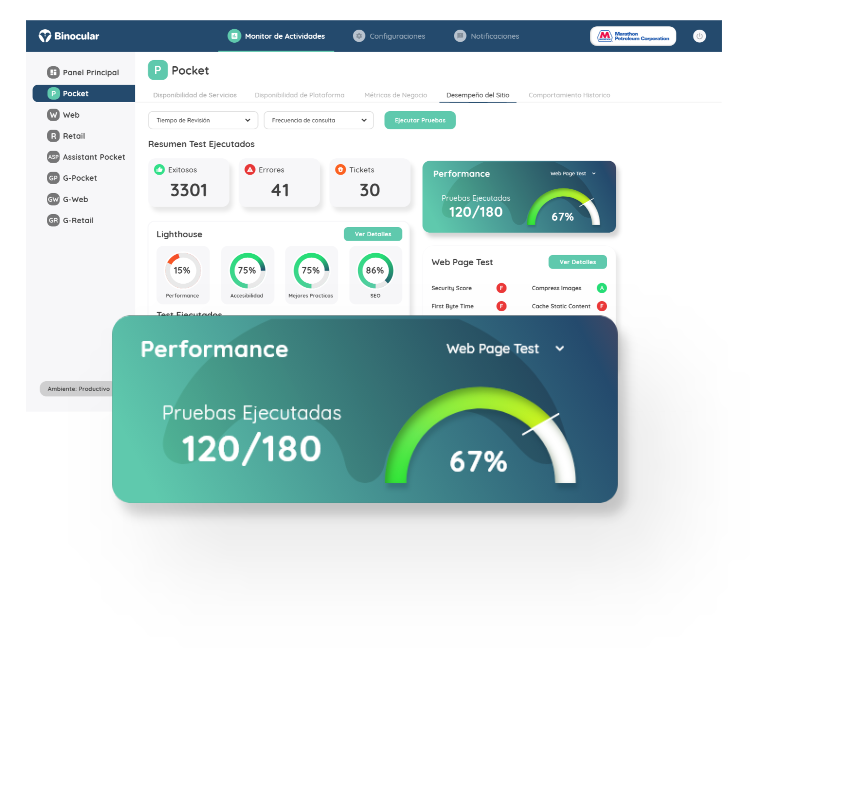 Binocular
Monitor de Actividades
Configuraciones
Notificaciones
Marathon
Petroleum Corporation
Panel Principal
P Pocket
W Web
R Retail
ASP Assistant Pocket
GP G-Pocket
GW G-Web
GR G-Retail
Ambiente: Productivo
P Pocket
Disponibilidad de Servicios
Disponibilidad de Plataforma
Métricas de Negocio
Desempeño del Sitio
Comportamiento Histórico
Tiempo de Revisión
Frecuencia de consulta
Ejecutar Pruebas
Resumen Test Ejecutados
Exitosos
3301
Errores
41
Tickets
30
Performance
Web Page Test
Pruebas Ejecutadas
120/180
67%
Lighthouse
Ver Detalles
15%
Performance
75%
Accesibilidad
75%
Mejores Practicas
86%
SEO
Test Ejecutados
Web Page Test
Ver Detalles
Security Score F
Compress Images A
First Byte Time F
Cache Static Content F
Performance
Web Page Test
Pruebas Ejecutadas
120/180
67%